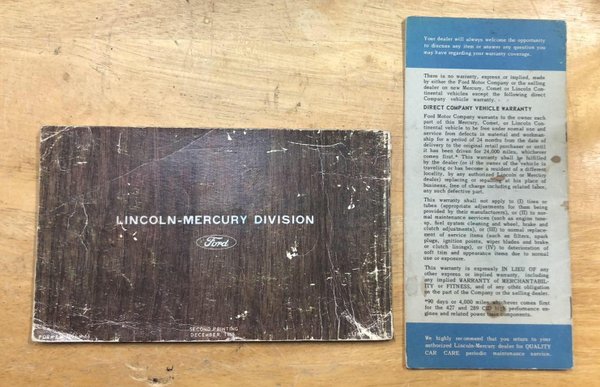 LINCOLN-MERCURY DIVISION
Ford
SECOND PRINTING
DECEMBER,
Your dealer will always welcome the opportunity
to discuss any item or answer any question you
may have regarding your warranty coverage.
There is no warranty, express or implied, made
by either the Ford Motor Company or the selling
dealer on new Mercury, Comet or Lincoln Con-
tinental vehicles except the following direct
Company vehicle warranty.
DIRECT COMPANY VEHICLE WARRANTY
Ford Motor Company warrants to the owner each
part of this Mercury, Comet, or Lincoln Con-
tinental vehicle to be free under normal use and
service from defects in material and workman-
ship for a period of 24 months from the date of
delivery to the original retail purchaser or until
it has been driven for 24,000 miles, whichever
comes first.* This warranty shall be fulfilled
by the dealer (or if the owner of the vehicle is
traveling or has become a resident of a different
locality, by any authorized Lincoln or Mercury
dealer) replacing or repairing at his place of
business, free of charge including related labor,
any such defective part.
This warranty shall not apply to (I) tires or
tubes (appropriate adjustments for them being
provided by their manufacturers), or (II) to nor-
mal maintenance services (such as engine tune-
up, fuel system cleaning and wheel, brake and
clutch adjustments), or (III) to normal replace-
ment of service items (such as filters, spark
plugs, ignition points, wiper blades and brake
or clutch linings), or (IV) to deterioration of
soft trim and appearance items due to normal
use or exposure.
This warranty is expressly IN LIEU OF any
other express or implied warranty, including
any implied WARRANTY of MERCHANTABIL-
ITY or FITNESS, and of any other obligation
on the part of the Company or the selling dealer.
*90 days or 4,000 miles, whichever comes first
for the 427 and 289 CID high performance en-
gines and related power train components.
We highly recommend that you return to your
authorized Lincoln-Mercury dealer for QUALITY
CAR CARE periodic maintenance service.